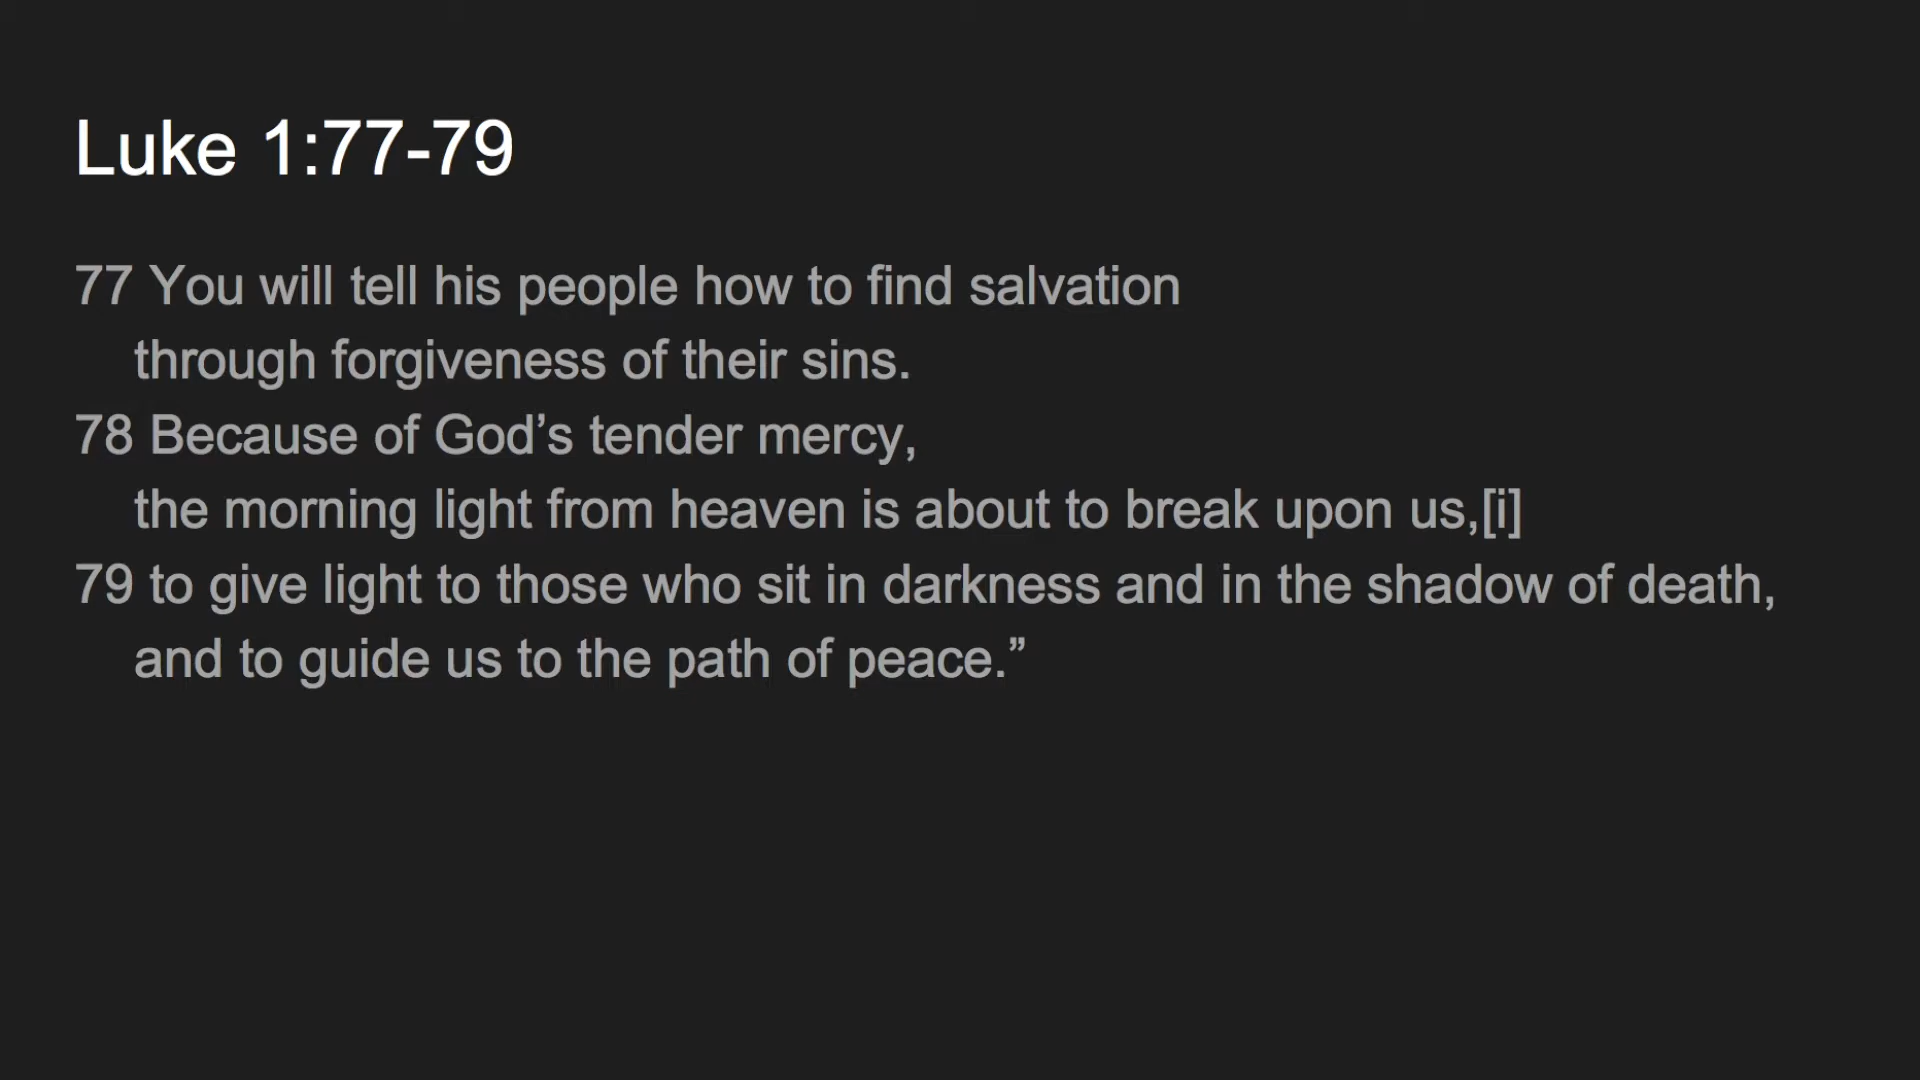 Luke 1:77-79
77 You will tell his people how to find salvation
through forgiveness of their sins.
78 Because of God’s tender mercy,
the morning light from heaven is about to break upon us,[i]
79 to give light to those who sit in darkness and in the shadow of death,
and to guide us to the path of peace.”